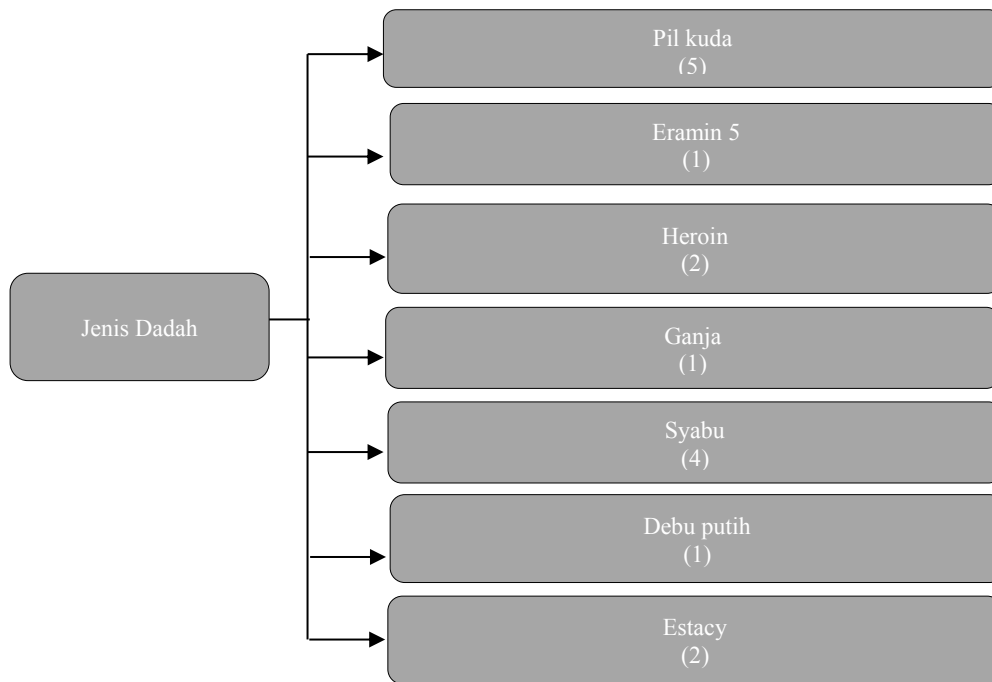 Pil kuda
(5)
Eramin 5
(1)
Heroin
(2)
Jenis Dadah
Ganja
(1)
Syabu
(4)
Debu putih
(1)
Estacy
(2)